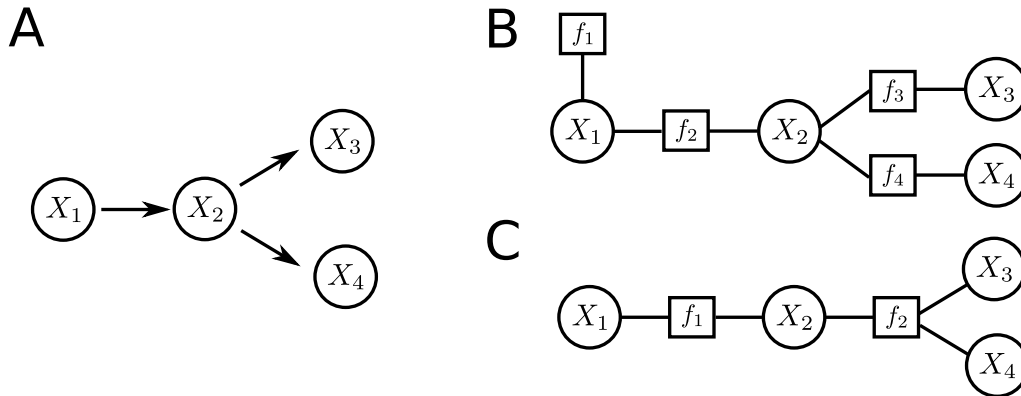 A
X₁
X₂
X₃
X₄
B
f₁
X₁
f₂
X₂
f₃
X₃
f₄
X₄
C
X₁
f₁
X₂
f₂
X₃
X₄